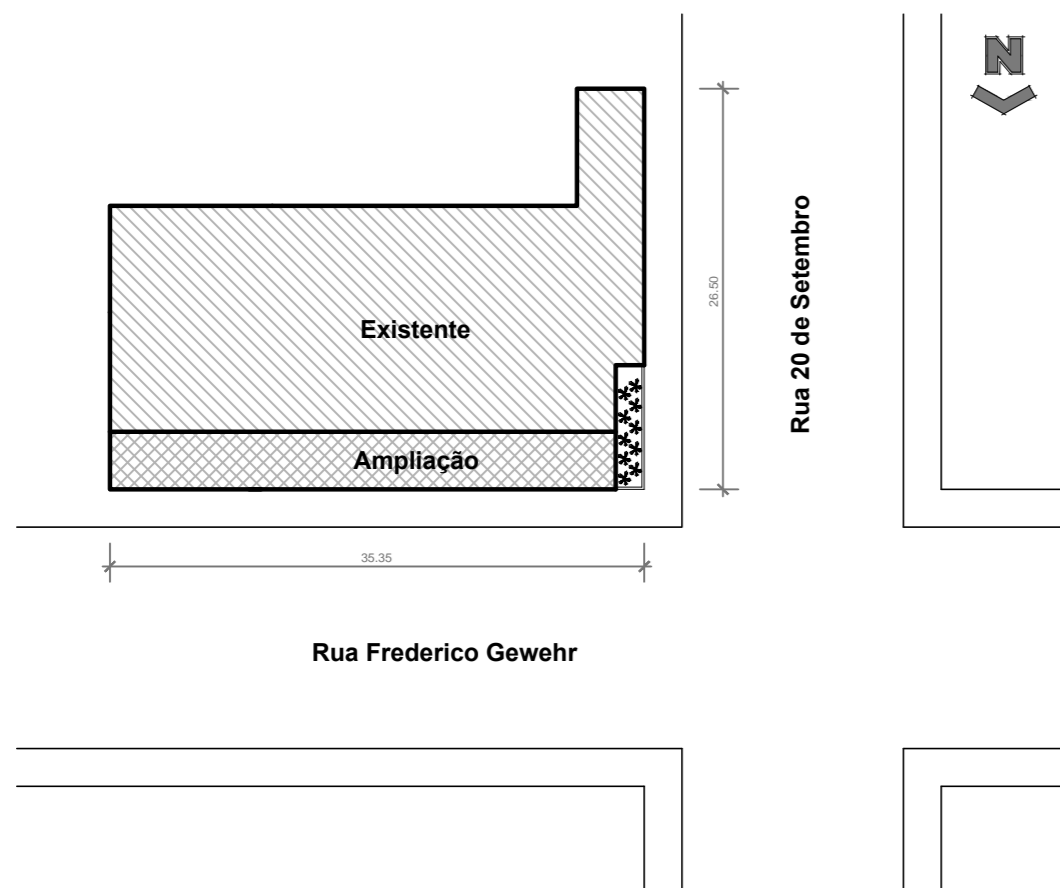 N
26.50
Rua 20 de Setembro
Existente
Ampliação
35.35
Rua Frederico Gewehr